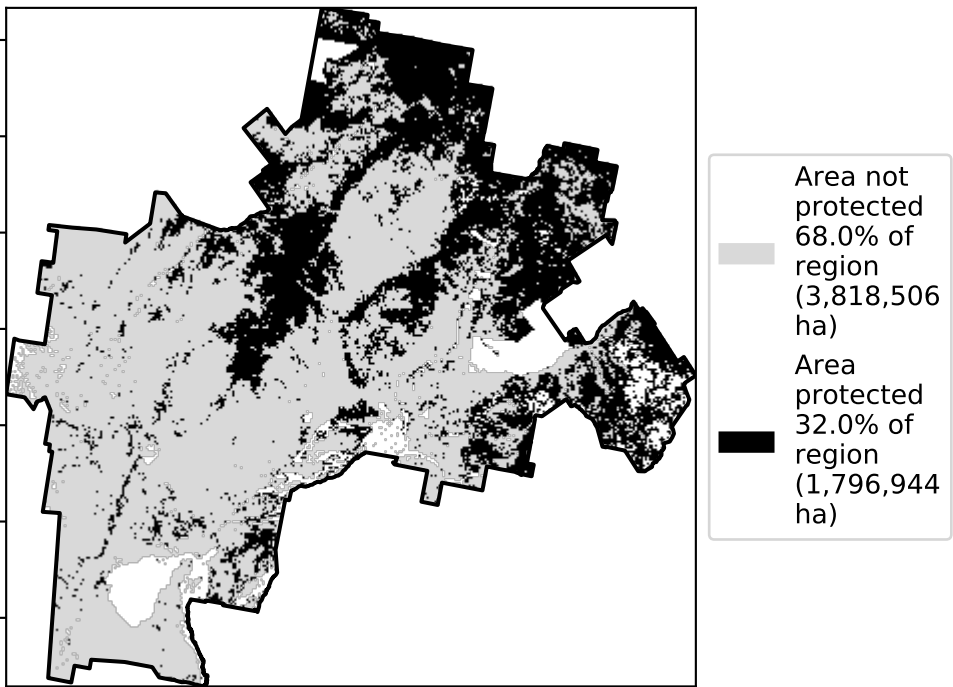 Area not
protected
68.0% of
region
(3,818,506
ha)
Area
protected
32.0% of
region
(1,796,944
ha)